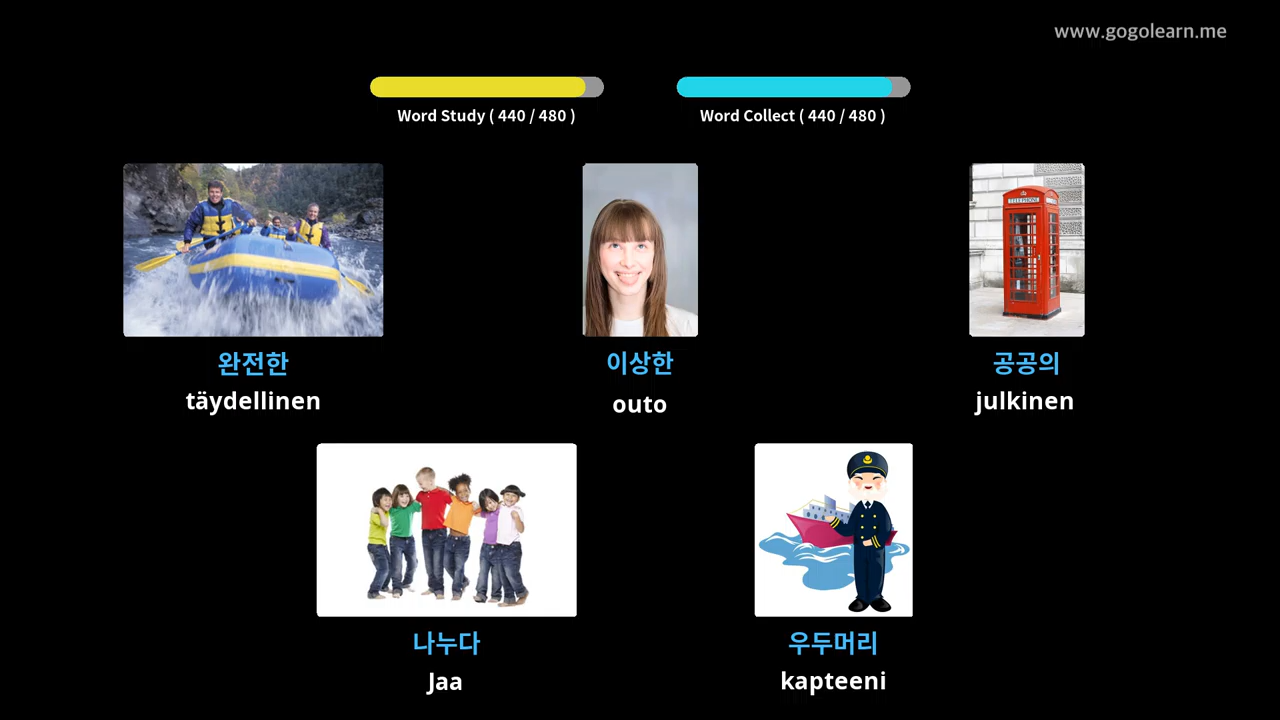 www.gogolearn.me
Word Study ( 440 / 480 )
Word Collect ( 440 / 480 )
TELEPHONE
완전한
täydellinen
이상한
outo
공공의
julkinen
나누다
Jaa
우두머리
kapteeni